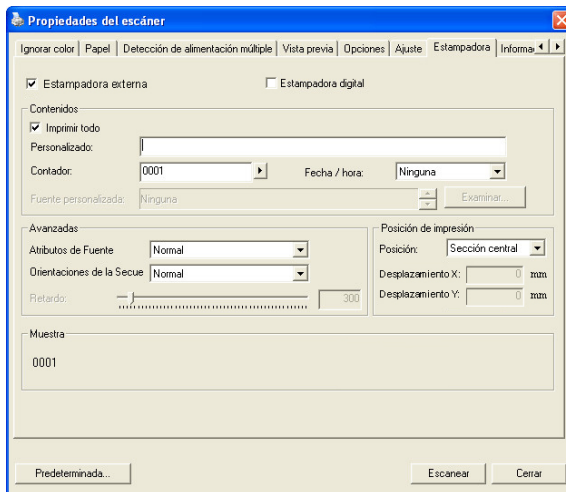 Propiedades del escáner
Ignorar color Papel Detección de alimentación múltiple Vista previa Opciones Ajuste Estampadora Informa
Estampadora externa Estampadora digital
Contenidos
Imprimir todo
Personalizado:
Contador: 0001 Fecha / hora: Ninguna
Fuente personalizada: Ninguna Examinar...
Avanzadas Posición de impresión
Atributos de Fuente Normal Posición: Sección central
Orientaciones de la Secue Normal Desplazamiento X: 0 mm
Retardo: 300 Desplazamiento Y: 0 mm
Muestra
0001
Predeterminada... Escanear Cerrar